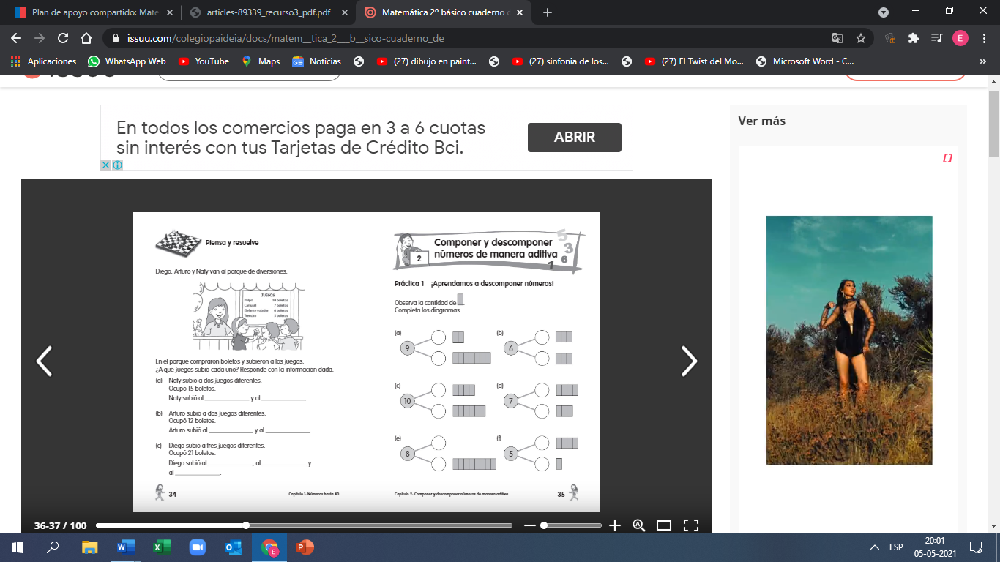 Plan de apoyo compartido: Mate
articles-89339_recurso3_pdf.pdf
Matemática 2º básico cuaderno
issuu.com/colegiopaideia/docs/matem__tica_2___b__sico-cuaderno_de
E
Aplicaciones
WhatsApp Web
YouTube
Maps
Noticias
(27) dibujo en paint...
(27) sinfonia de los...
(27) El Twist del Mo...
Microsoft Word - C...
»
En todos los comercios paga en 3 a 6 cuotas
sin interés con tus Tarjetas de Crédito Bci.
ABRIR
Ver más
[]
Piensa y resuelve
Diego, Arturo y Naty van al parque de diversiones.
JUEGOS
Pulpo 10 boletos
Carrusel 7 boletos
Elefante volador 6 boletos
Trencito 5 boletos
En el parque compraron boletos y subieron a los juegos.
¿A qué juegos subió cada uno? Responde con la información dada.
(a) Naty subió a dos juegos diferentes.
Ocupó 15 boletos.
Naty subió al ______________ y al ______________.
(b) Arturo subió a dos juegos diferentes.
Ocupó 12 boletos.
Arturo subió al ______________ y al ______________.
(c) Diego subió a tres juegos diferentes.
Ocupó 21 boletos.
Diego subió al ______________, al ______________ y
al ______________.
34
Capítulo 1: Números hasta 40
2
Componer y descomponer
números de manera aditiva
5
3
6
1
Práctica 1 ¡Aprendamos a descomponer números!
Observa la cantidad de .
Completa los diagramas.
(a)
9
(b)
6
(c)
10
(d)
7
(e)
8
(f)
5
Capítulo 2: Componer y descomponer números de manera aditiva
35
36-37 / 100
ESP
20:01
05-05-2021